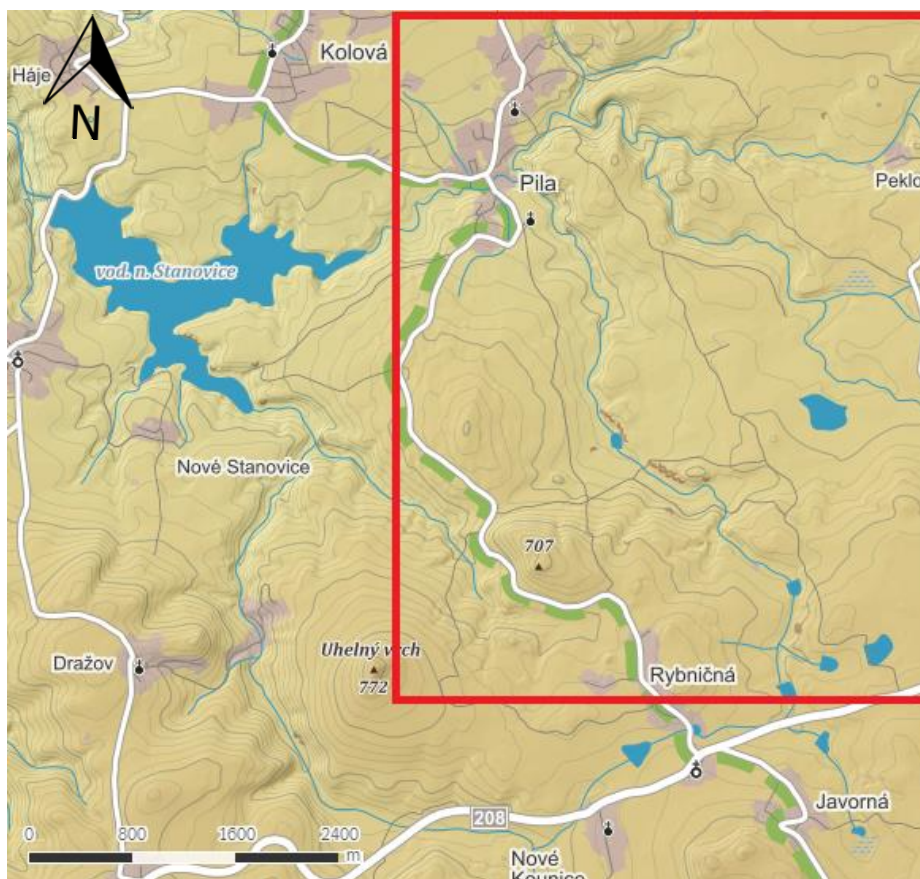 Kolová
Háje
N
Pila
Peklo
vod. n. Stanovice
Nové Stanovice
707
Dražov
Uhelný vrch
772
Rybničná
208
Javorná
0 800 1600 2400
m
Nové
Kounice